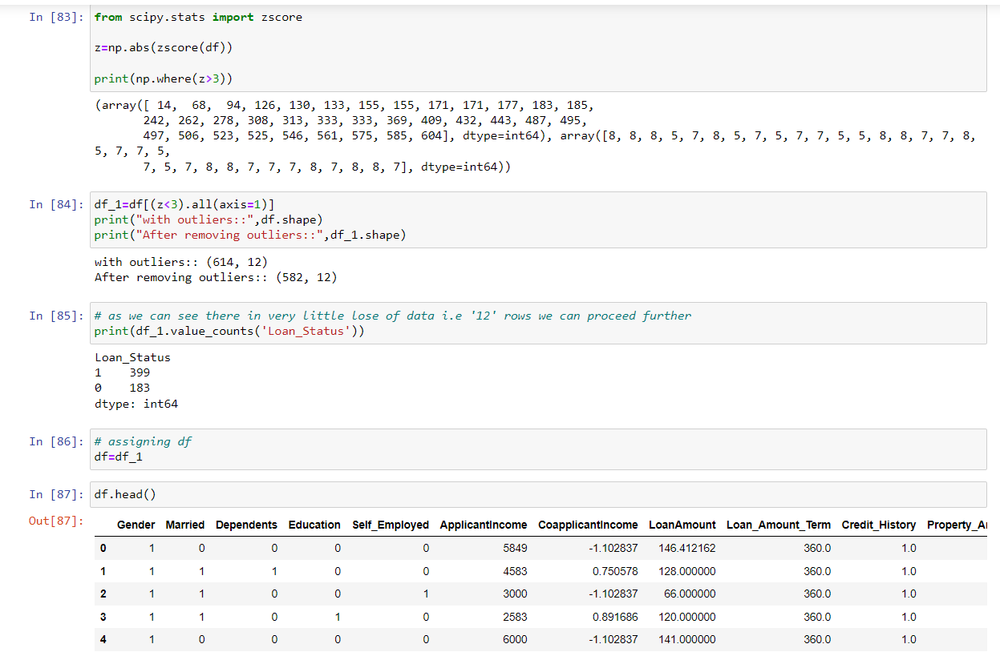 In [83]: from scipy.stats import zscore
z=np.abs(zscore(df))
print(np.where(z>3))
(array([ 14,  68,  94, 126, 130, 133, 155, 155, 171, 171, 177, 183, 185,
242, 262, 278, 308, 313, 333, 333, 369, 409, 432, 443, 487, 495,
497, 506, 523, 525, 546, 561, 575, 585, 604], dtype=int64), array([8, 8, 8, 5, 7, 8, 5, 7, 5, 7, 7, 5, 5, 8, 8, 7, 7, 8,
5, 7, 7, 5,
7, 5, 7, 8, 8, 7, 7, 7, 8, 7, 8, 8, 7], dtype=int64))
In [84]: df_1=df[(z<3).all(axis=1)]
print("with outliers::",df.shape)
print("After removing outliers::",df_1.shape)
with outliers:: (614, 12)
After removing outliers:: (582, 12)
In [85]: # as we can see there in very little lose of data i.e '12' rows we can proceed further
print(df_1.value_counts('Loan_Status'))
Loan_Status
1    399
0    183
dtype: int64
In [86]: # assigning df
df=df_1
In [87]: df.head()
Out[87]:
Gender Married Dependents Education Self_Employed ApplicantIncome CoapplicantIncome LoanAmount Loan_Amount_Term Credit_History Property_A
0 1 0 0 0 0 5849 -1.102837 146.412162 360.0 1.0
1 1 1 1 0 0 4583 0.750578 128.000000 360.0 1.0
2 1 1 0 0 1 3000 -1.102837 66.000000 360.0 1.0
3 1 1 0 1 0 2583 0.891686 120.000000 360.0 1.0
4 1 0 0 0 0 6000 -1.102837 141.000000 360.0 1.0